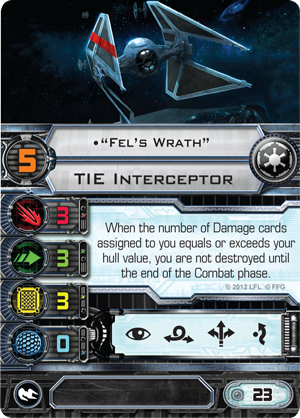 •“Fel’s Wrath”
5
TIE Interceptor
3
When the number of Damage cards
assigned to you equals or exceeds your
3
hull value, you are not destroyed until
the end of the Combat phase.
© 2012 LFL © FFG
3
0
23